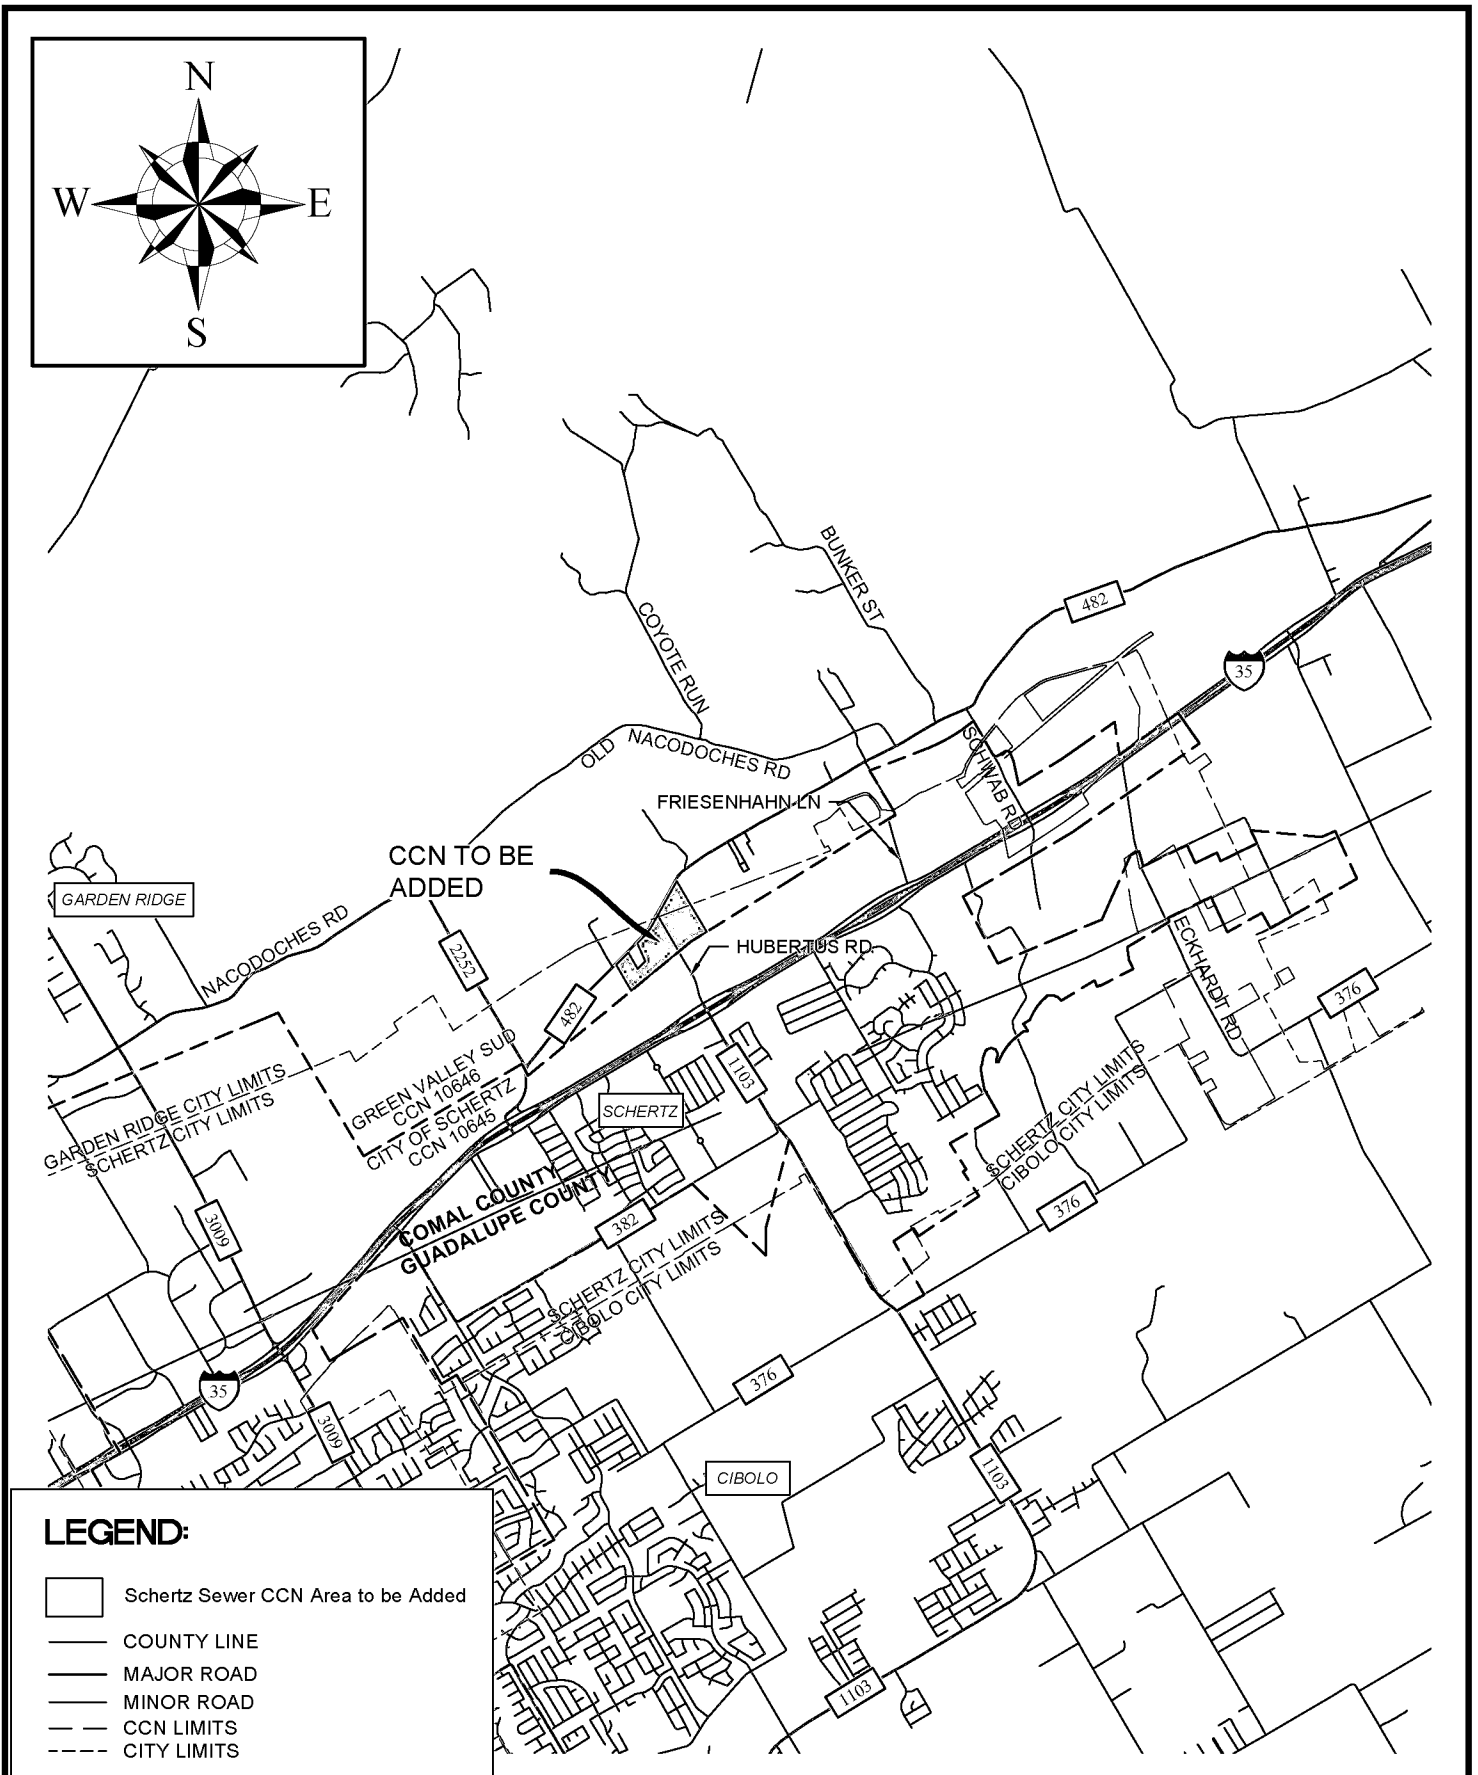 N
W
E
S
BUNKER ST
482
COYOTE RUN
35
OLD NACODOCHES RD
SCHWAB RD
FRIESENHAHN LN
CCN TO BE
ADDED
GARDEN RIDGE
NACODOCHES RD
2252
HUBERTUS RD.
ECKHARDT RD
376
482
GREEN VALLEY SUD
CCN 10646
CITY OF SCHERTZ
CCN 10645
1103
SCHERTZ
GARDEN RIDGE CITY LIMITS
SCHERTZ CITY LIMITS
SCHERTZ CITY LIMITS
CIBOLO CITY LIMITS
COMAL COUNTY
GUADALUPE COUNTY
3009
382
376
SCHERTZ CITY LIMITS
CIBOLO CITY LIMITS
35
376
3009
CIBOLO
1103
1103
LEGEND:
Schertz Sewer CCN Area to be Added
COUNTY LINE
MAJOR ROAD
MINOR ROAD
CCN LIMITS
CITY LIMITS